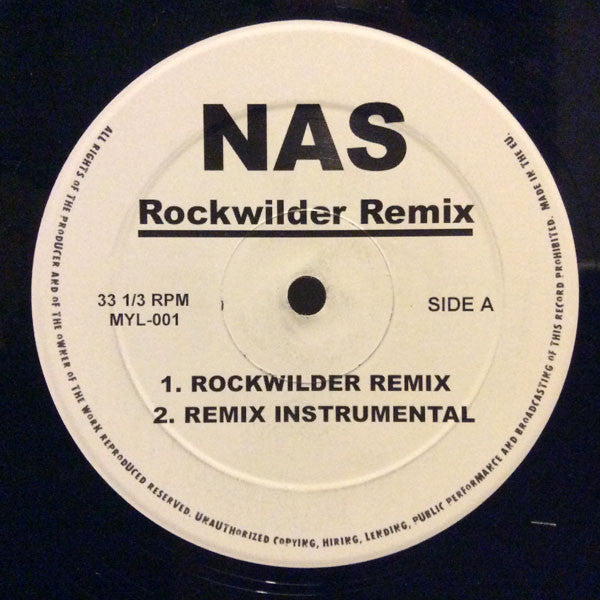 NAS
Rockwilder Remix
33 1/3 RPM
MYL-001
SIDE A
1. ROCKWILDER REMIX
2. REMIX INSTRUMENTAL
ALL RIGHTS OF THE PRODUCER AND OF THE OWNER OF THE WORK REPRODUCED RESERVED. UNAUTHORIZED COPYING, HIRING, LENDING, PUBLIC PERFORMANCE AND BROADCASTING OF THIS RECORD PROHIBITED. MADE IN THE EU.